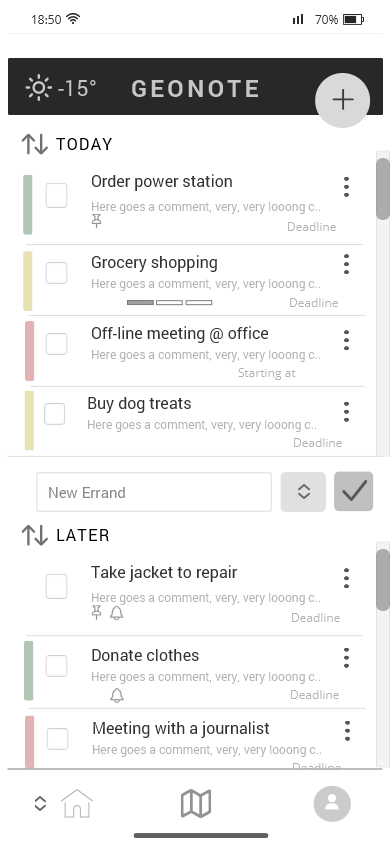 18:50 70%
-15° GEONOTE
TODAY
Order power station
Here goes a comment, very, very looong c..
Deadline
Grocery shopping
Here goes a comment, very, very looong c..
Deadline
Off-line meeting @ office
Here goes a comment, very, very looong c..
Starting at
Buy dog treats
Here goes a comment, very, very looong c..
Deadline
New Errand
LATER
Take jacket to repair
Here goes a comment, very, very looong c..
Deadline
Donate clothes
Here goes a comment, very, very looong c..
Deadline
Meeting with a journalist
Here goes a comment, very, very looong c..
Deadline